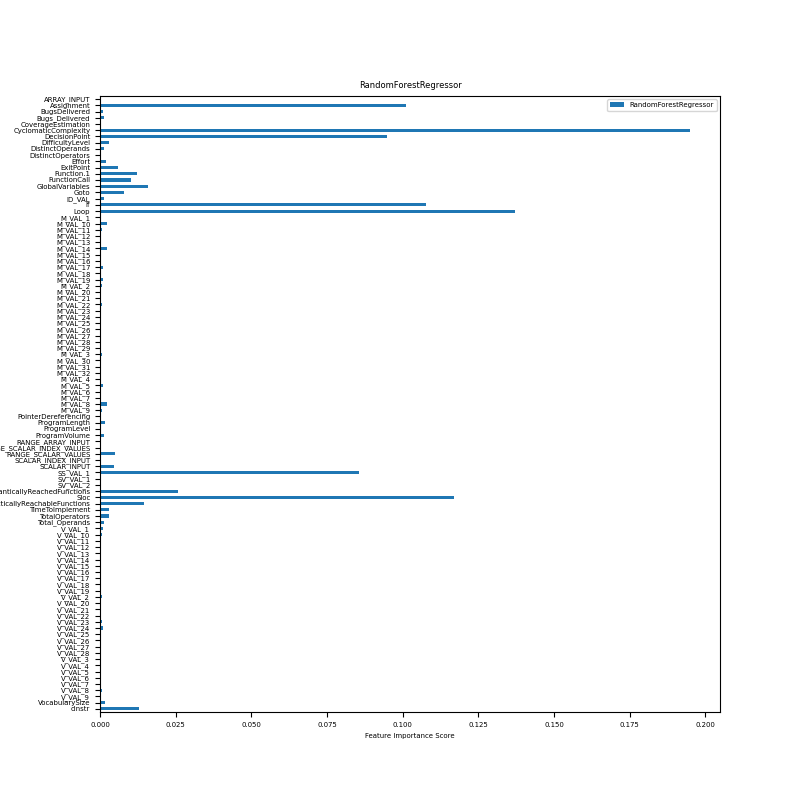 RandomForestRegressor
RandomForestRegressor
ARRAY_INPUT
Assignment
BugsDelivered
Bugs_Delivered
CoverageEstimation
CyclomaticComplexity
DecisionPoint
DifficultyLevel
DistinctOperands
DistinctOperators
Effort
ExitPoint
Function.1
FunctionCall
GlobalVariables
Goto
ID_VAL
If
Loop
M_VAL_1
M_VAL_10
M_VAL_11
M_VAL_12
M_VAL_13
M_VAL_14
M_VAL_15
M_VAL_16
M_VAL_17
M_VAL_18
M_VAL_19
M_VAL_2
M_VAL_20
M_VAL_21
M_VAL_22
M_VAL_23
M_VAL_24
M_VAL_25
M_VAL_26
M_VAL_27
M_VAL_28
M_VAL_29
M_VAL_3
M_VAL_30
M_VAL_31
M_VAL_32
M_VAL_4
M_VAL_5
M_VAL_6
M_VAL_7
M_VAL_8
M_VAL_9
PointerDereferencing
ProgramLength
ProgramLevel
ProgramVolume
RANGE_ARRAY_INPUT
E_SCALAR_INDEX_VALUES
RANGE_SCALAR_VALUES
SCALAR_INDEX_INPUT
SCALAR_INPUT
SS_VAL_1
SV_VAL_1
SV_VAL_2
anticallyReachedFunctions
Sloc
ticallyReachableFunctions
TimeToImplement
TotalOperators
Total_Operands
V_VAL_1
V_VAL_10
V_VAL_11
V_VAL_12
V_VAL_13
V_VAL_14
V_VAL_15
V_VAL_16
V_VAL_17
V_VAL_18
V_VAL_19
V_VAL_2
V_VAL_20
V_VAL_21
V_VAL_22
V_VAL_23
V_VAL_24
V_VAL_25
V_VAL_26
V_VAL_27
V_VAL_28
V_VAL_3
V_VAL_4
V_VAL_5
V_VAL_6
V_VAL_7
V_VAL_8
V_VAL_9
VocabularySize
cinstr
0.000 0.025 0.050 0.075 0.100 0.125 0.150 0.175 0.200
Feature Importance Score